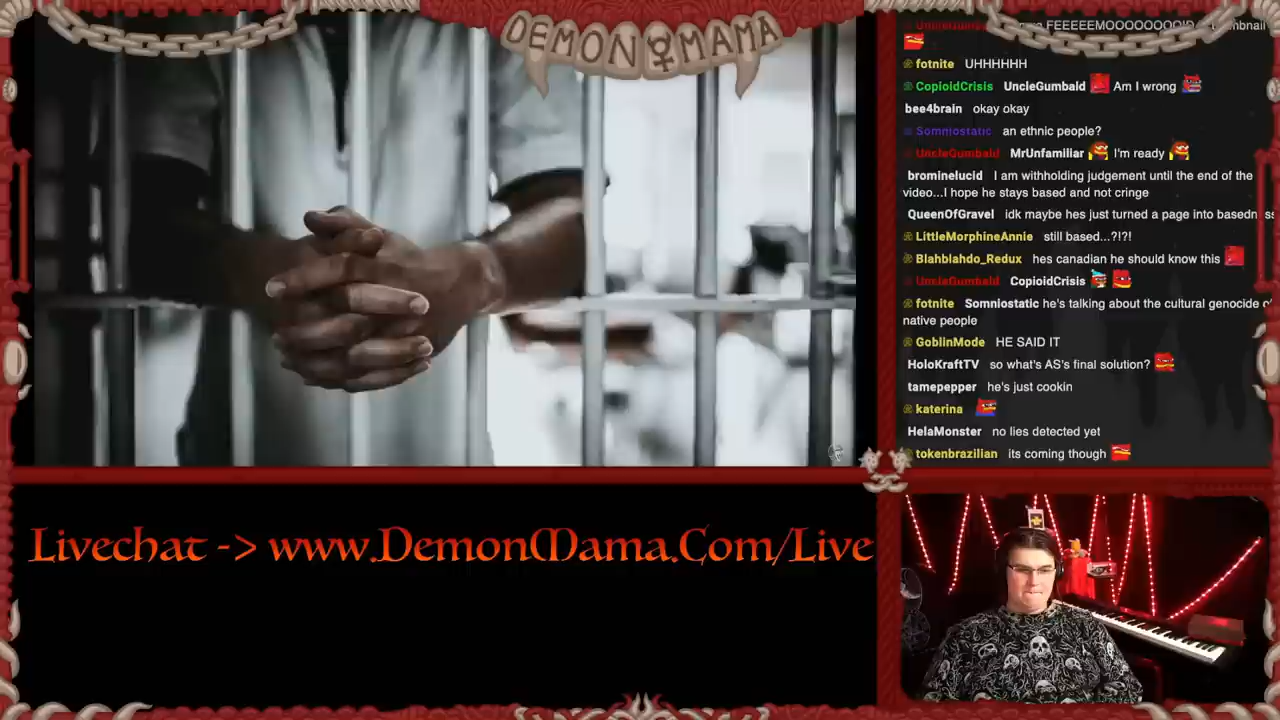 DEMON MAMA
FEEEEEMOOOOOOOO
fotnite UHHHHHH
CopioidCrisis UncleGumbald Am I wrong
bee4brain okay okay
Somniostatic an ethnic people?
UncleGumbald MrUnfamiliar I'm ready
brominelucid I am withholding judgement until the end of the
video...I hope he stays based and not cringe
QueenOfGravel idk maybe hes just turned a page into basedn
LittleMorphineAnnie still based...?!?!
Blahblahdo_Redux hes canadian he should know this
UncleGumbald CopioidCrisis
fotnite Somniostatic he's talking about the cultural genocide
native people
GoblinMode HE SAID IT
HoloKraftTV so what's AS's final solution?
tamepepper he's just cookin
katerina
HelaMonster no lies detected yet
tokenbrazilian its coming though
Livechat -> www.DemonMama.Com/Live